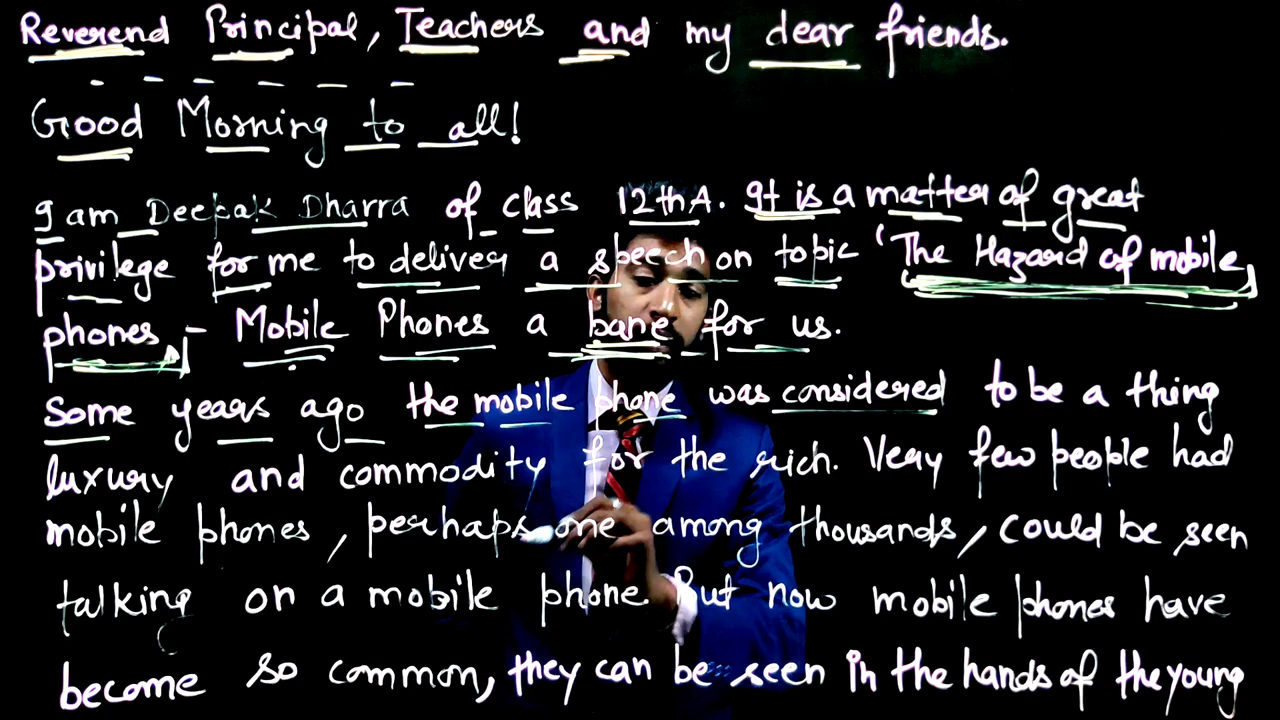 Reverend Principal, Teachers and my dear friends.
Good Morning to all!
I am Deepak Dharra of class 12th A. It is a matter of great
privilege for me to deliver a speech on topic ‘The Hazard of mobile
phones - Mobile Phones a bane for us.
Some years ago the mobile phone was considered to be a thing
luxury and commodity for the rich. Very few people had
mobile phones, perhaps one among thousands, could be seen
talking on a mobile phone. But now mobile phones have
become so common, they can be seen in the hands of the young